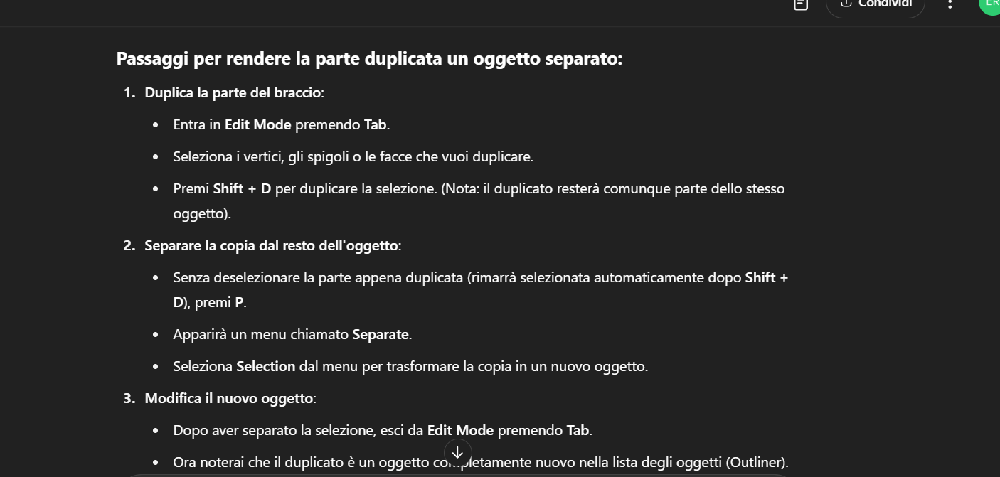 Condividi
ER
Passaggi per rendere la parte duplicata un oggetto separato:
1. Duplica la parte del braccio:
• Entra in Edit Mode premendo Tab.
• Seleziona i vertici, gli spigoli o le facce che vuoi duplicare.
• Premi Shift + D per duplicare la selezione. (Nota: il duplicato resterà comunque parte dello stesso
oggetto).
2. Separare la copia dal resto dell'oggetto:
• Senza deselezionare la parte appena duplicata (rimarrà selezionata automaticamente dopo Shift +
D), premi P.
• Apparirà un menu chiamato Separate.
• Seleziona Selection dal menu per trasformare la copia in un nuovo oggetto.
3. Modifica il nuovo oggetto:
• Dopo aver separato la selezione, esci da Edit Mode premendo Tab.
• Ora noterai che il duplicato è un oggetto completamente nuovo nella lista degli oggetti (Outliner).